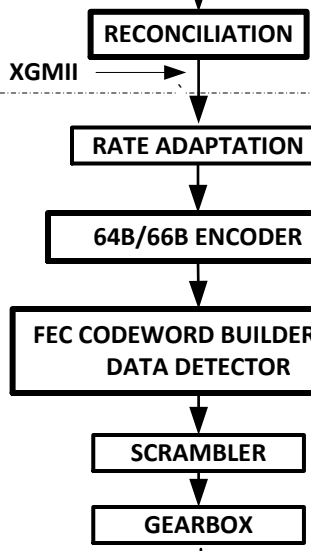 RECONCILIATION
XGMII
RATE ADAPTATION
64B/66B ENCODER
FEC CODEWORD BUILDER
DATA DETECTOR
SCRAMBLER
GEARBOX